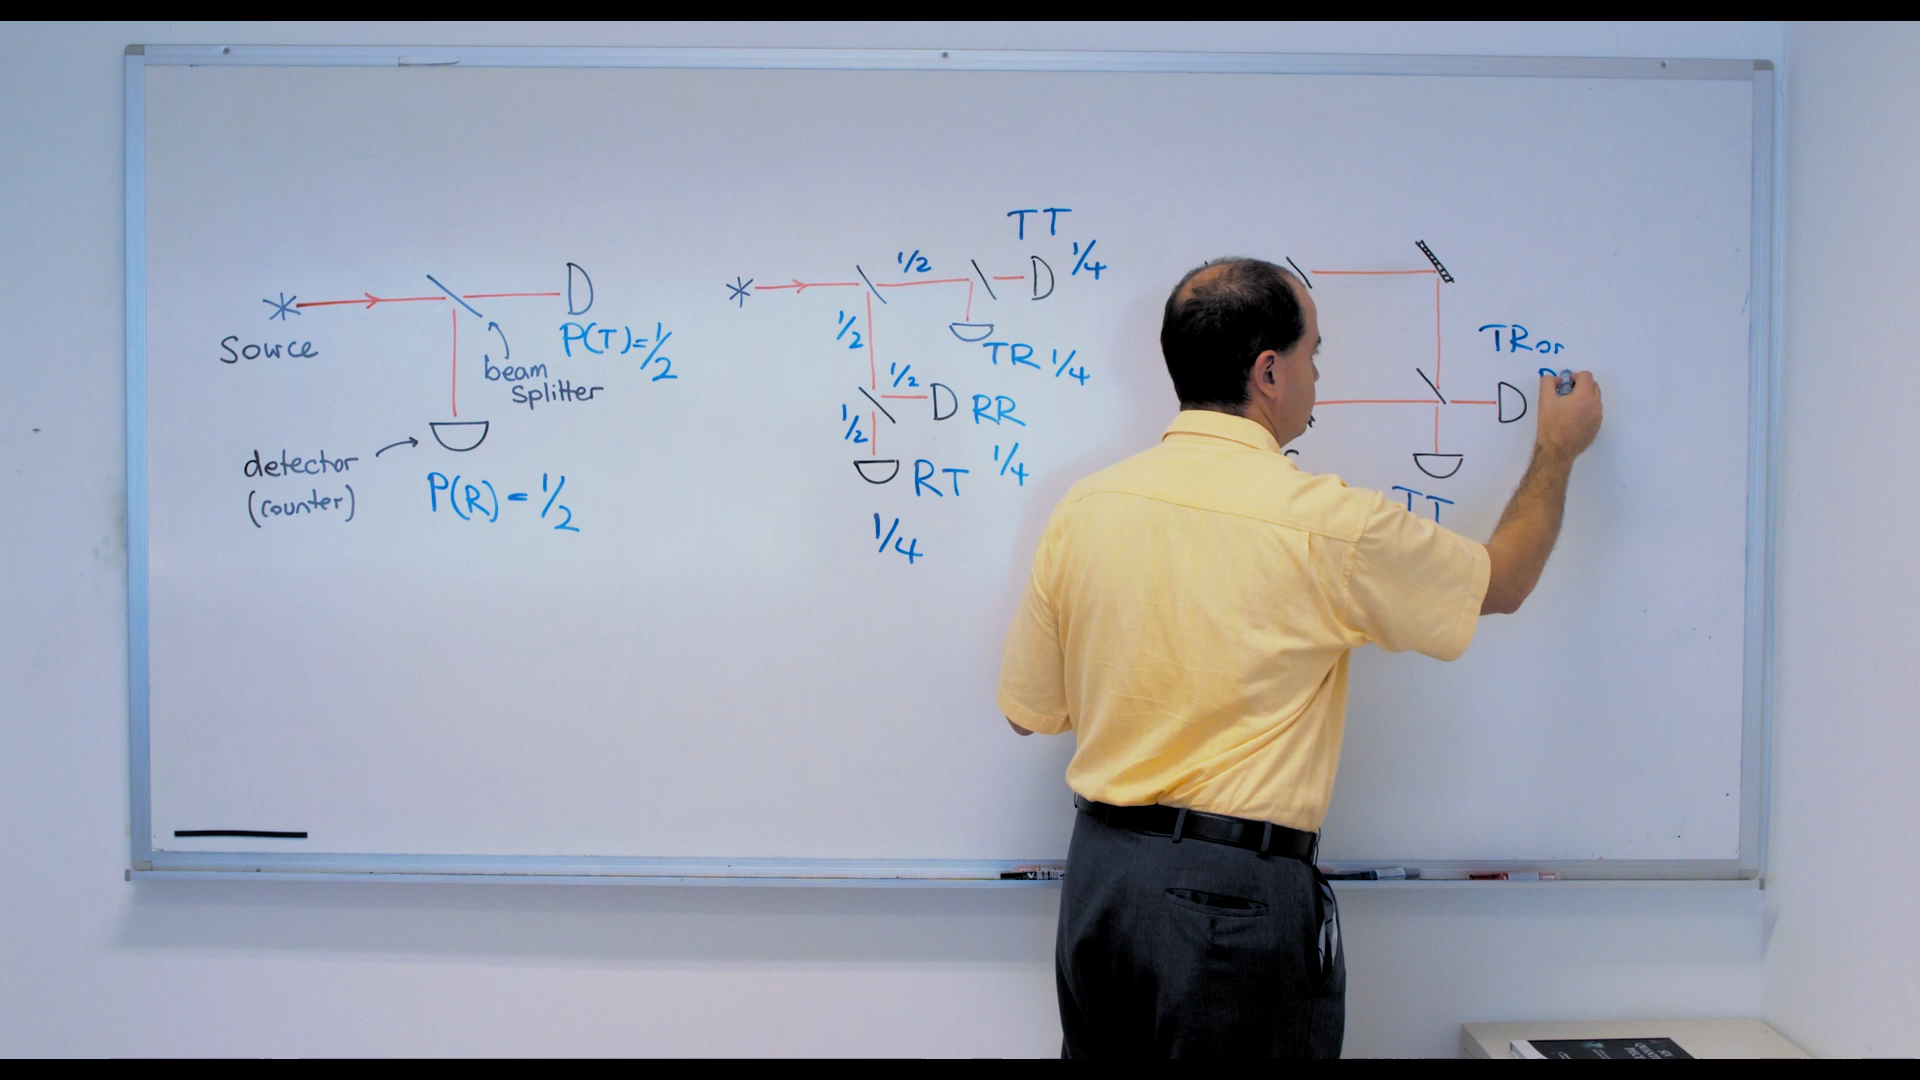 Source
detector
(counter)
P(R) = 1/2
beam
splitter
P(T)=1/2
1/2
TT
1/4
1/2
TR 1/4
1/2
RR
1/4
1/2
RT
1/4
TR or
TT